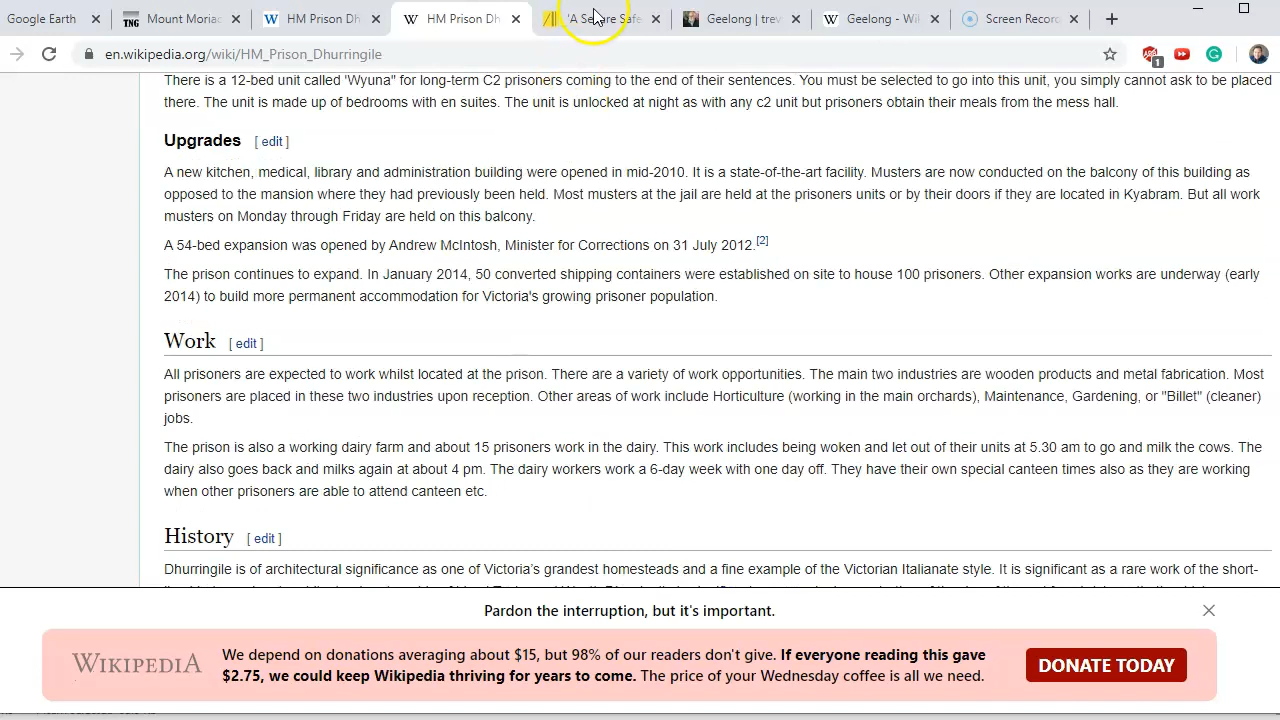 Google Earth
Mount Moriac
HM Prison Dh
HM Prison Dh
'A Secure Safe
Geelong | trev
Geelong - Wik
Screen Record
en.wikipedia.org/wiki/HM_Prison_Dhurringile
1
There is a 12-bed unit called 'Wyuna" for long-term C2 prisoners coming to the end of their sentences. You must be selected to go into this unit, you simply cannot ask to be placed
there. The unit is made up of bedrooms with en suites. The unit is unlocked at night as with any c2 unit but prisoners obtain their meals from the mess hall.
Upgrades [ edit ]
A new kitchen, medical, library and administration building were opened in mid-2010. It is a state-of-the-art facility. Musters are now conducted on the balcony of this building as
opposed to the mansion where they had previously been held. Most musters at the jail are held at the prisoners units or by their doors if they are located in Kyabram. But all work
musters on Monday through Friday are held on this balcony.
A 54-bed expansion was opened by Andrew McIntosh, Minister for Corrections on 31 July 2012.[2]
The prison continues to expand. In January 2014, 50 converted shipping containers were established on site to house 100 prisoners. Other expansion works are underway (early
2014) to build more permanent accommodation for Victoria's growing prisoner population.
Work [ edit ]
All prisoners are expected to work whilst located at the prison. There are a variety of work opportunities. The main two industries are wooden products and metal fabrication. Most
prisoners are placed in these two industries upon reception. Other areas of work include Horticulture (working in the main orchards), Maintenance, Gardening, or "Billet" (cleaner)
jobs.
The prison is also a working dairy farm and about 15 prisoners work in the dairy. This work includes being woken and let out of their units at 5.30 am to go and milk the cows. The
dairy also goes back and milks again at about 4 pm. The dairy workers work a 6-day week with one day off. They have their own special canteen times also as they are working
when other prisoners are able to attend canteen etc.
History [ edit ]
Dhurringile is of architectural significance as one of Victoria's grandest homesteads and a fine example of the Victorian Italianate style. It is significant as a rare work of the short-
Pardon the interruption, but it's important.
WIKIPEDIA
We depend on donations averaging about $15, but 98% of our readers don't give. If everyone reading this gave
$2.75, we could keep Wikipedia thriving for years to come. The price of your Wednesday coffee is all we need.
DONATE TODAY